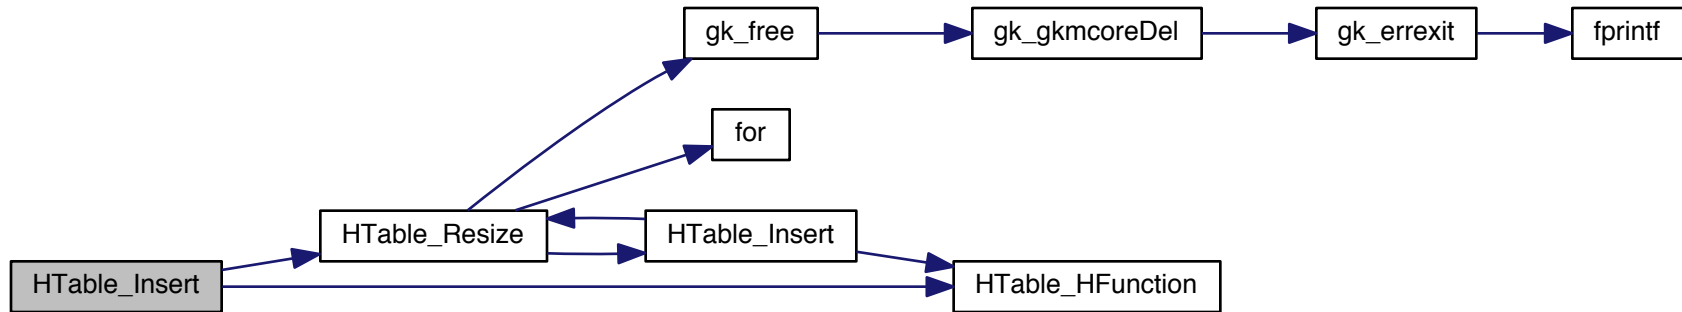 gk_free
gk_gkmcoreDel
gk_errexit
fprintf
for
HTable_Resize
HTable_Insert
HTable_Insert
HTable_HFunction